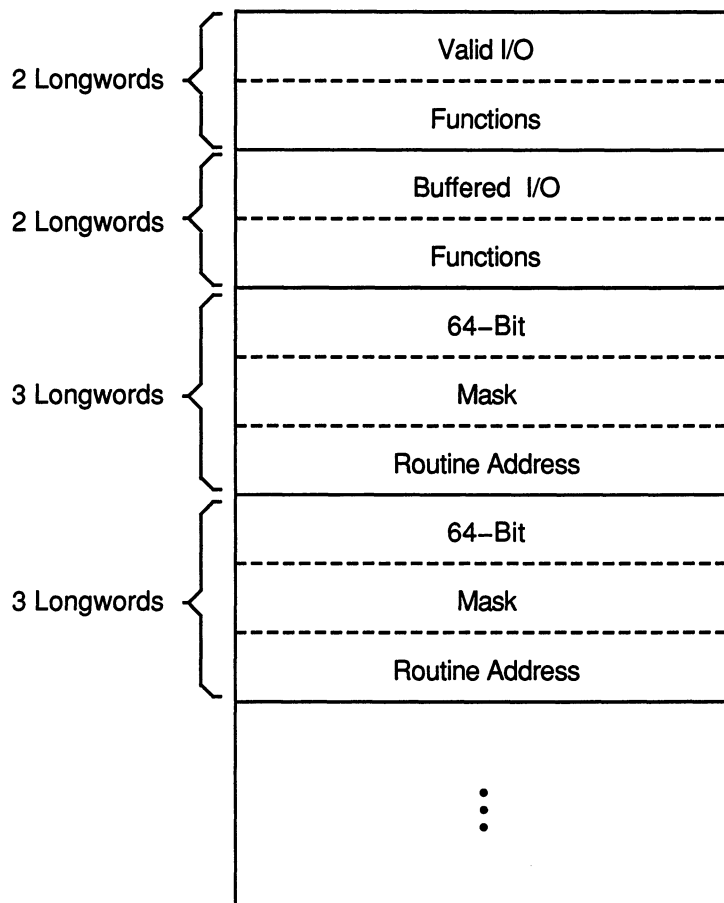 2 Longwords
Valid I/O
Functions
2 Longwords
Buffered I/O
Functions
3 Longwords
64–Bit
Mask
Routine Address
3 Longwords
64–Bit
Mask
Routine Address